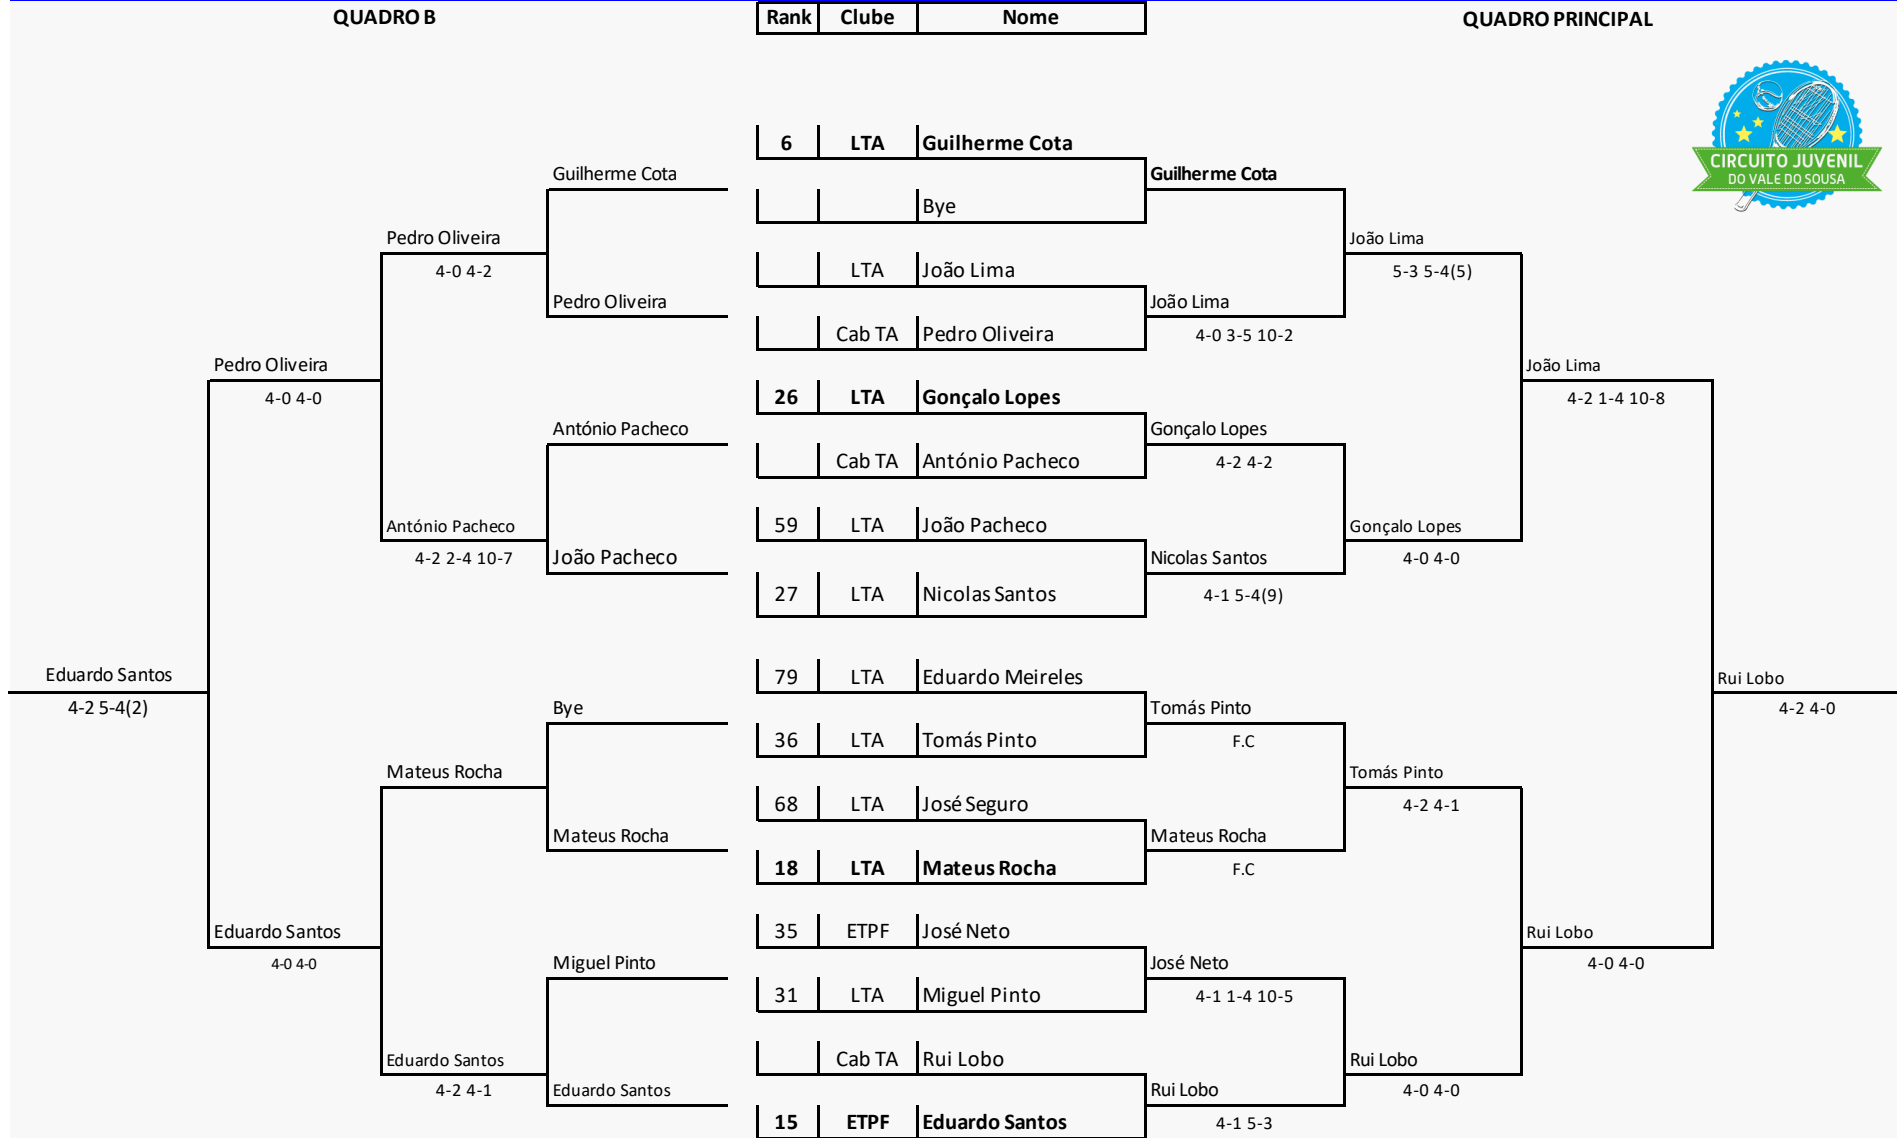 QUADRO B Rank Clube Nome QUADRO PRINCIPAL
CIRCUITO JUVENIL
DO VALE DO SOUSA
6 LTA Guilherme Cota
Guilherme Cota Guilherme Cota
Bye
Pedro Oliveira João Lima
4-0 4-2 LTA João Lima 5-3 5-4(5)
Pedro Oliveira João Lima
Cab TA Pedro Oliveira 4-0 3-5 10-2
Pedro Oliveira João Lima
4-0 4-0 26 LTA Gonçalo Lopes 4-2 1-4 10-8
António Pacheco Gonçalo Lopes
Cab TA António Pacheco 4-2 4-2
António Pacheco 59 LTA João Pacheco Gonçalo Lopes
4-2 2-4 10-7 João Pacheco Nicolas Santos 4-0 4-0
27 LTA Nicolas Santos 4-1 5-4(9)
Eduardo Santos 79 LTA Eduardo Meireles Rui Lobo
4-2 5-4(2) Bye Tomás Pinto 4-2 4-0
36 LTA Tomás Pinto F.C
Mateus Rocha Tomás Pinto
68 LTA José Seguro 4-2 4-1
Mateus Rocha Mateus Rocha
18 LTA Mateus Rocha F.C
Eduardo Santos 35 ETPF José Neto Rui Lobo
4-0 4-0 Miguel Pinto José Neto 4-0 4-0
31 LTA Miguel Pinto 4-1 1-4 10-5
Eduardo Santos Cab TA Rui Lobo Rui Lobo
4-2 4-1 Eduardo Santos Rui Lobo 4-0 4-0
15 ETPF Eduardo Santos 4-1 5-3